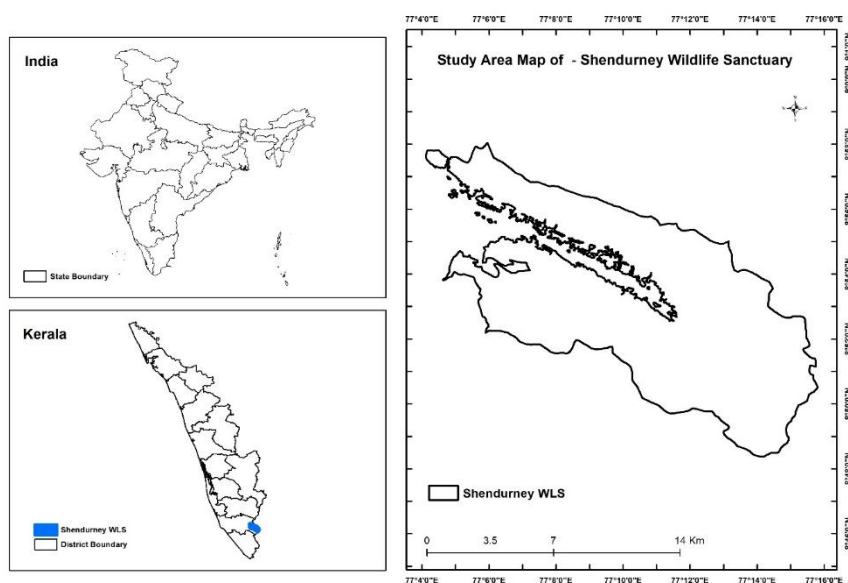 India
State Boundary
Kerala
Shendurney WLS
District Boundary
77°4'0"E 77°6'0"E 77°8'0"E 77°10'0"E 77°12'0"E 77°14'0"E 77°16'0"E
Study Area Map of - Shendurney Wildlife Sanctuary
Shendurney WLS
0 3.5 7 14 Km
77°4'0"E 77°6'0"E 77°8'0"E 77°10'0"E 77°12'0"E 77°14'0"E 77°16'0"E